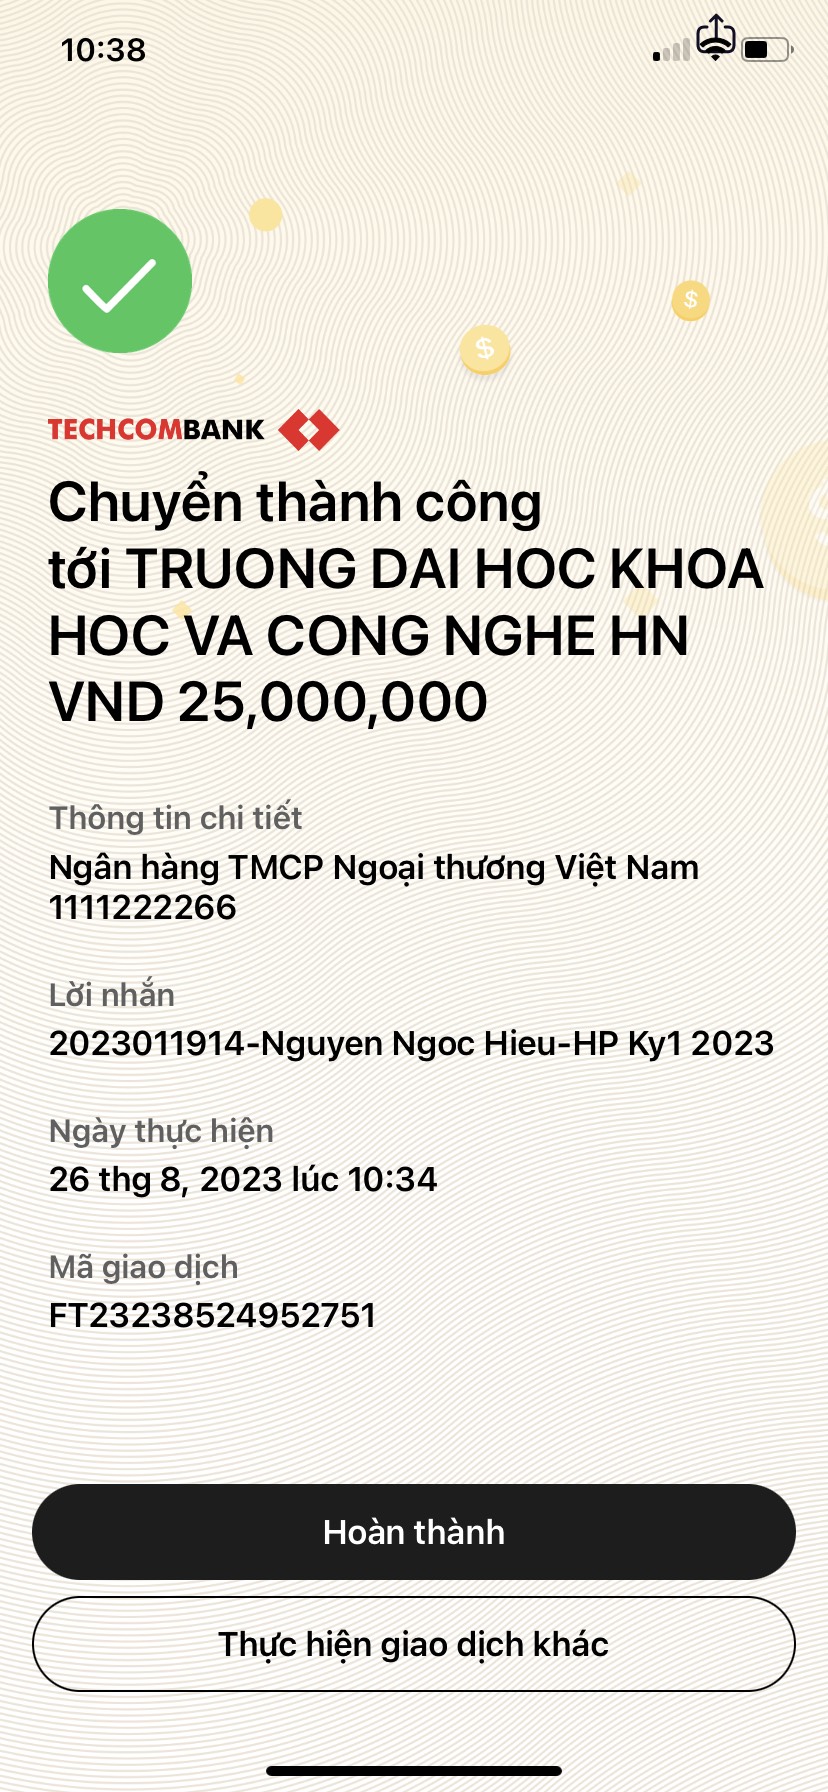 10:38
TECHCOMBANK
Chuyển thành công
tới TRUONG DAI HOC KHOA
HOC VA CONG NGHE HN
VND 25,000,000
Thông tin chi tiết
Ngân hàng TMCP Ngoại thương Việt Nam
1111222266
Lời nhắn
2023011914-Nguyen Ngoc Hieu-HP Ky1 2023
Ngày thực hiện
26 thg 8, 2023 lúc 10:34
Mã giao dịch
FT23238524952751
Hoàn thành
Thực hiện giao dịch khác